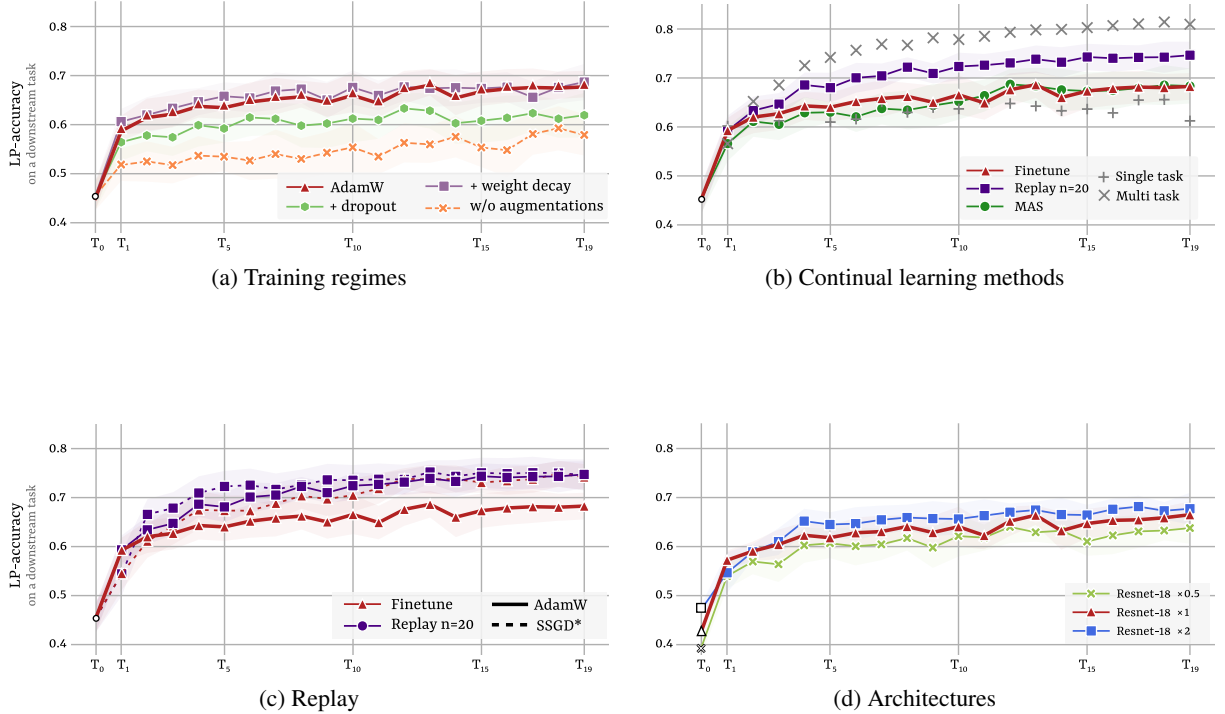 LP-accuracy
on a downstream task
0.8
0.7
0.6
0.5
0.4
AdamW
+ dropout
+ weight decay
w/o augmentations
T₀ T₁ T₅ T₁₀ T₁₅ T₁₉
(a) Training regimes
0.8
0.7
0.6
0.5
0.4
Finetune
Replay n=20
MAS
Single task
Multi task
T₀ T₁ T₅ T₁₀ T₁₅ T₁₉
(b) Continual learning methods
LP-accuracy
on a downstream task
0.8
0.7
0.6
0.5
0.4
Finetune
Replay n=20
AdamW
SSGD*
T₀ T₁ T₅ T₁₀ T₁₅ T₁₉
(c) Replay
0.8
0.7
0.6
0.5
0.4
Resnet-18 ×0.5
Resnet-18 ×1
Resnet-18 ×2
T₀ T₁ T₅ T₁₀ T₁₅ T₁₉
(d) Architectures